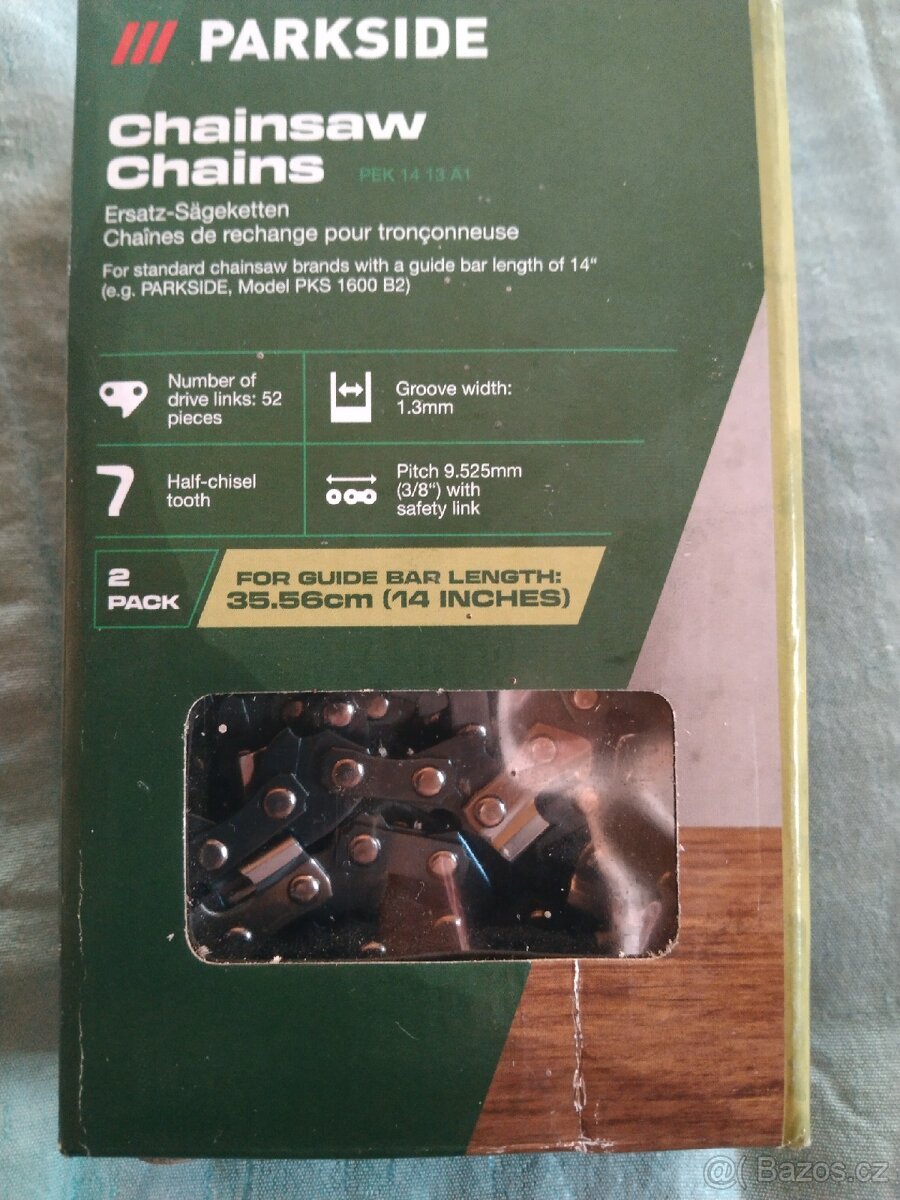 PARKSIDE
Chainsaw
Chains PEK 14 13 A1
Ersatz-Sägeketten
Chaînes de rechange pour tronçonneuse
For standard chainsaw brands with a guide bar length of 14“
(e.g. PARKSIDE, Model PKS 1600 B2)
Number of
drive links: 52
pieces
Groove width:
1.3mm
Half-chisel
tooth
Pitch 9.525mm
(3/8“) with
safety link
2
PACK
FOR GUIDE BAR LENGTH:
35.56cm (14 INCHES)
@( Bazos.cz